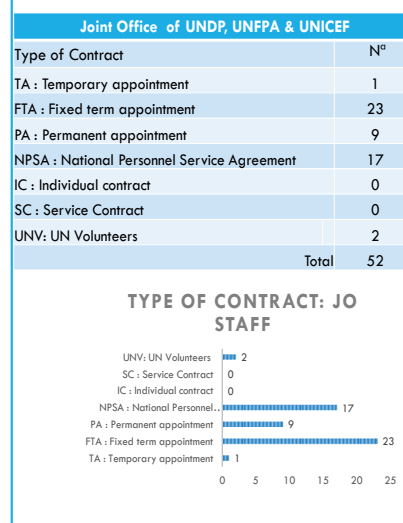 Joint Office of UNDP, UNFPA & UNICEF
Type of Contract Nª
TA : Temporary appointment 1
FTA : Fixed term appointment 23
PA : Permanent appointment 9
NPSA : National Personnel Service Agreement 17
IC : Individual contract 0
SC : Service Contract 0
UNV: UN Volunteers 2
Total 52
TYPE OF CONTRACT: JO
STAFF
UNV: UN Volunteers 2
SC : Service Contract 0
IC : Individual contract 0
NPSA : National Personnel.. 17
PA : Permanent appointment 9
FTA : Fixed term appointment 23
TA : Temporary appointment 1
0 5 10 15 20 25